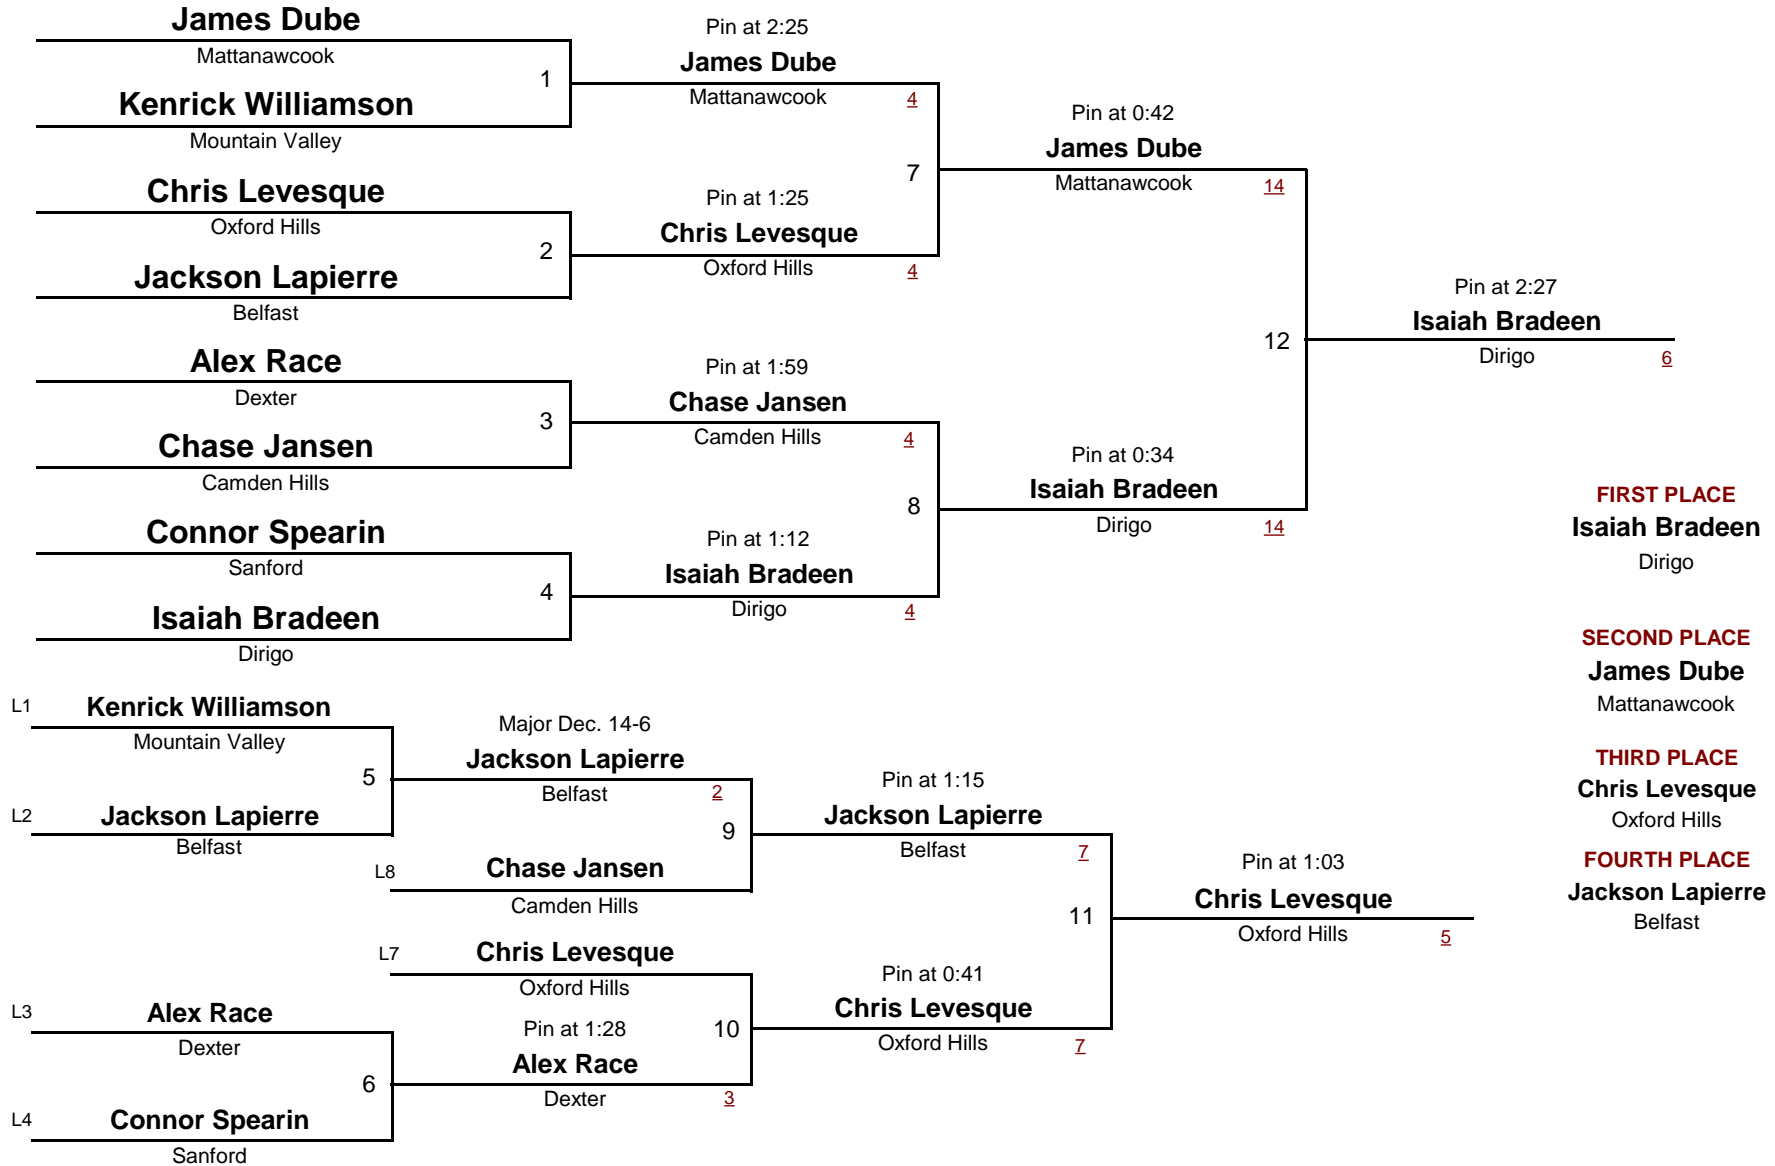 James Dube
Mattanawcook
1
Kenrick Williamson
Mountain Valley
Chris Levesque
Oxford Hills
2
Jackson Lapierre
Belfast
Alex Race
Dexter
3
Chase Jansen
Camden Hills
Connor Spearin
Sanford
4
Isaiah Bradeen
Dirigo
Pin at 2:25
James Dube
Mattanawcook 4
7
Pin at 1:25
Chris Levesque
Oxford Hills 4
Pin at 1:59
Chase Jansen
Camden Hills 4
8
Pin at 1:12
Isaiah Bradeen
Dirigo 4
Pin at 0:42
James Dube
Mattanawcook 14
12
Pin at 0:34
Isaiah Bradeen
Dirigo 14
Pin at 2:27
Isaiah Bradeen
Dirigo 6
FIRST PLACE
Isaiah Bradeen
Dirigo
SECOND PLACE
James Dube
Mattanawcook
THIRD PLACE
Chris Levesque
Oxford Hills
FOURTH PLACE
Jackson Lapierre
Belfast
L1 Kenrick Williamson
Mountain Valley
5
L2 Jackson Lapierre
Belfast
L3 Alex Race
Dexter
6
L4 Connor Spearin
Sanford
Major Dec. 14-6
Jackson Lapierre
Belfast 2
9
L8 Chase Jansen
Camden Hills
L7 Chris Levesque
Oxford Hills
Pin at 1:28 10
Alex Race
Dexter 3
Pin at 1:15
Jackson Lapierre
Belfast 7
11
Pin at 0:41
Chris Levesque
Oxford Hills 7
Pin at 1:03
Chris Levesque
Oxford Hills 5